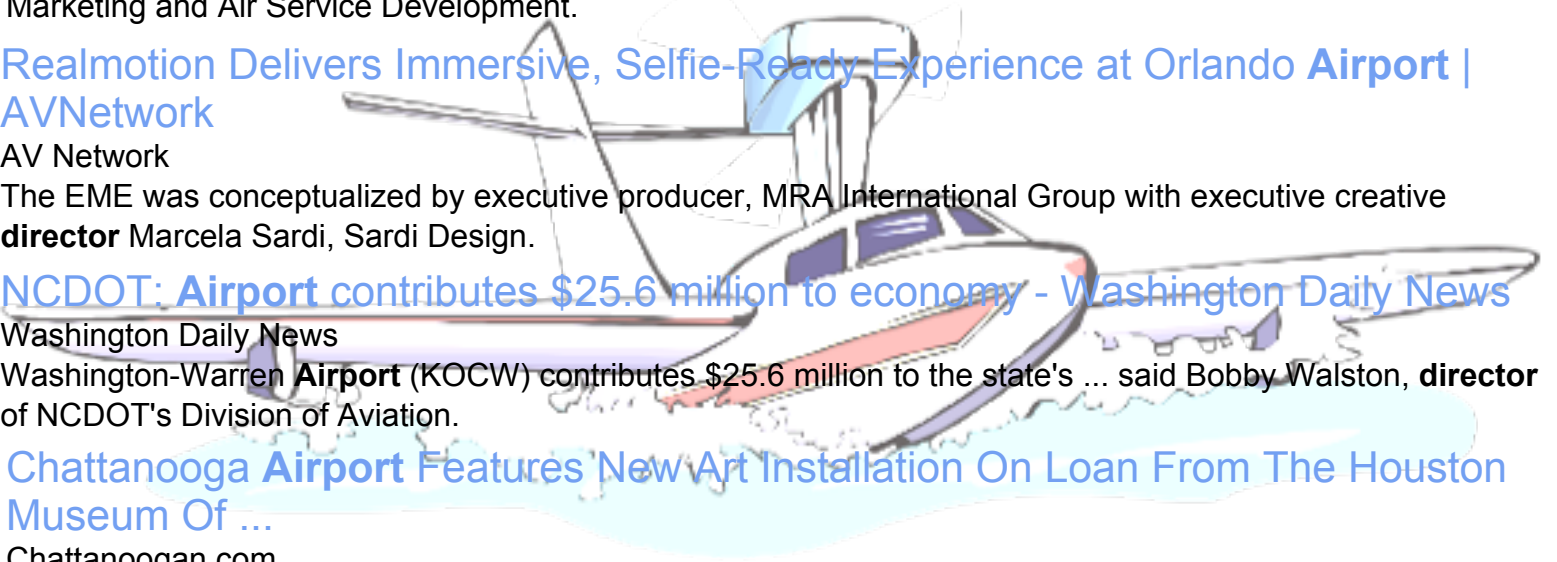 Marketing and Air Service Development.
Realmotion Delivers Immersive, Selfie-Ready Experience at Orlando Airport |
AVNetwork
AV Network
The EME was conceptualized by executive producer, MRA International Group with executive creative
director Marcela Sardi, Sardi Design.
NCDOT: Airport contributes $25.6 million to economy - Washington Daily News
Washington Daily News
Washington-Warren Airport (KOCW) contributes $25.6 million to the state's ... said Bobby Walston, director
of NCDOT's Division of Aviation.
Chattanooga Airport Features New Art Installation On Loan From The Houston
Museum Of ...
Chattanoogan.com